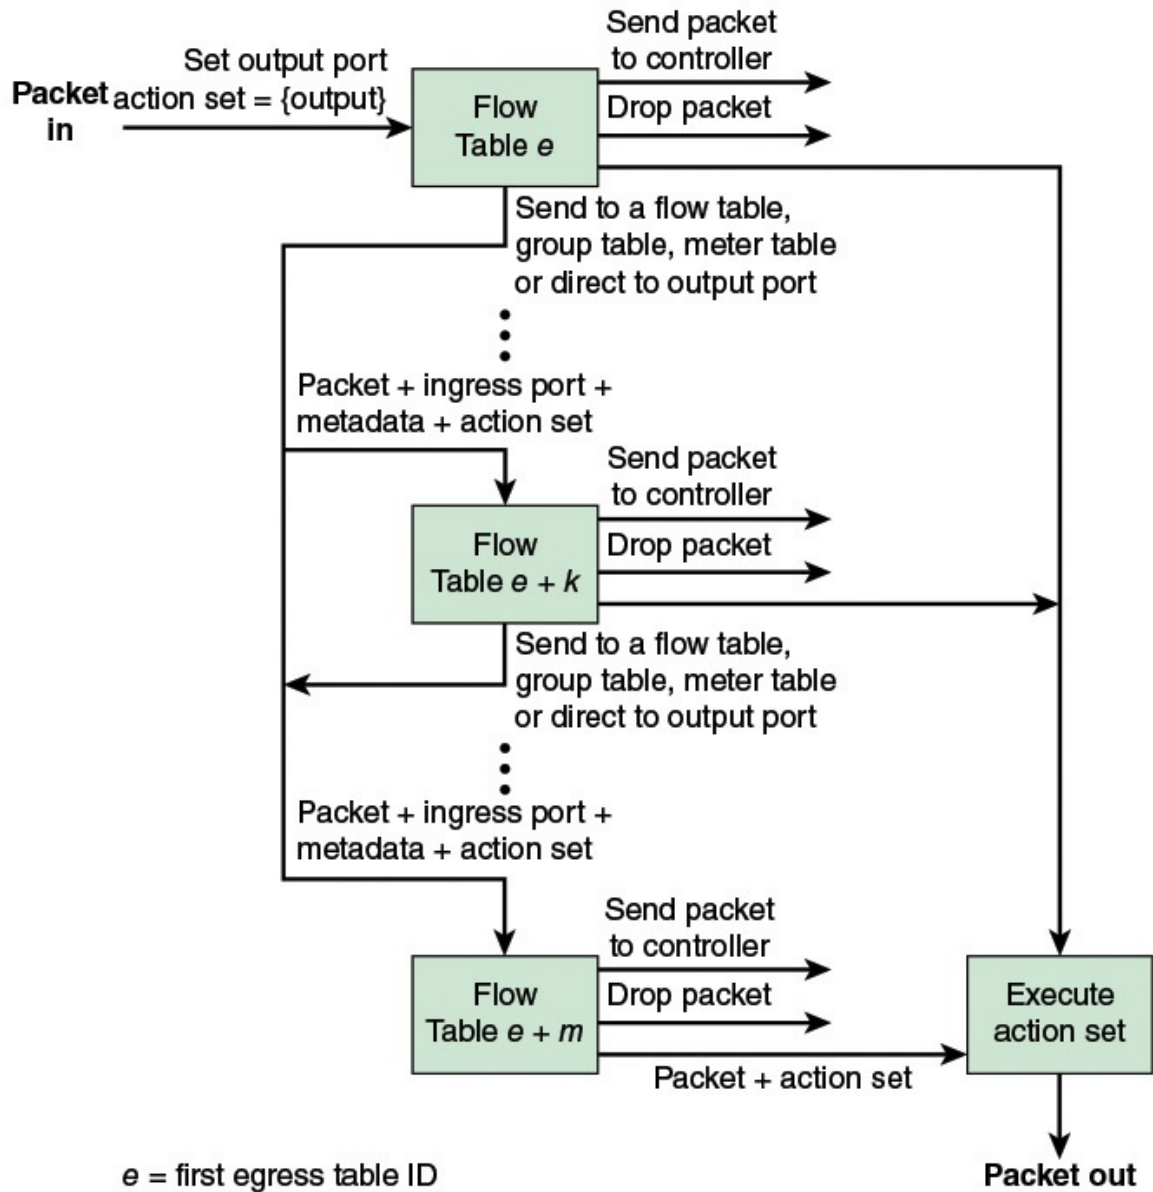 Packet
in
Set output port
action set = {output}
Flow
Table e
Send packet
to controller
Drop packet
Send to a flow table,
group table, meter table
or direct to output port
Packet + ingress port +
metadata + action set
Flow
Table e + k
Send packet
to controller
Drop packet
Send to a flow table,
group table, meter table
or direct to output port
Packet + ingress port +
metadata + action set
Flow
Table e + m
Send packet
to controller
Drop packet
Packet + action set
Execute
action set
Packet out
e = first egress table ID